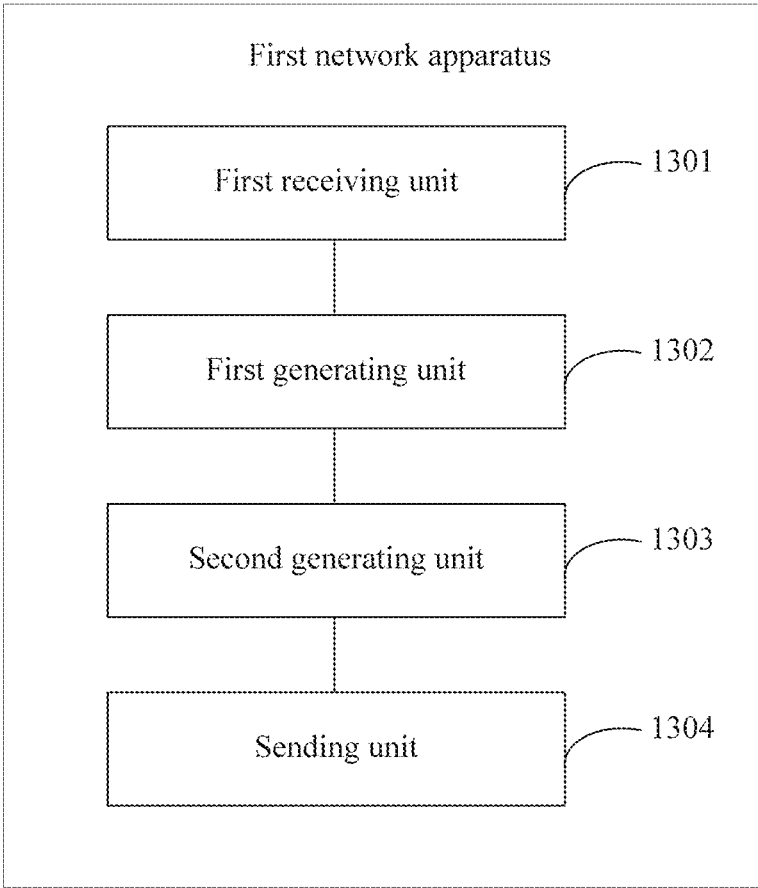 First network apparatus
First receiving unit
1301
First generating unit
1302
Second generating unit
1303
Sending unit
1304